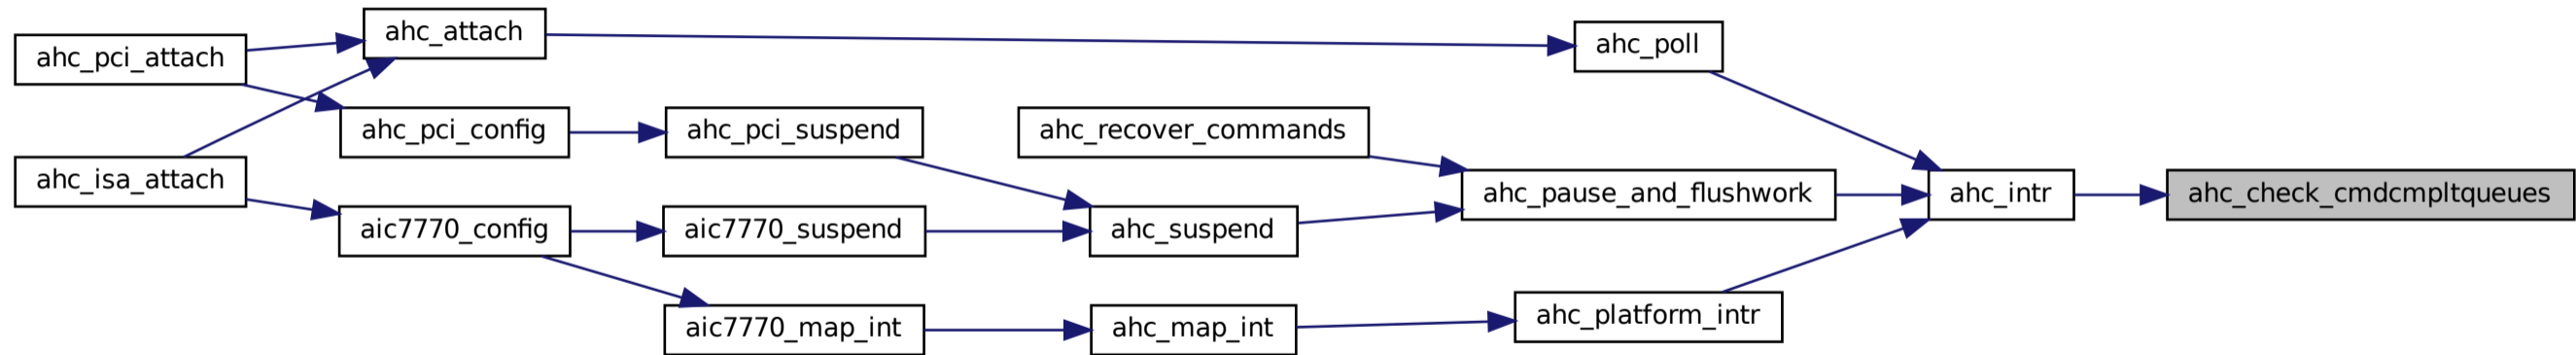 ahc_attach
ahc_poll
ahc_pci_attach
ahc_pci_config
ahc_pci_suspend
ahc_recover_commands
ahc_isa_attach
ahc_pause_and_flushwork
ahc_intr
ahc_check_cmdcmpltqueues
aic7770_config
aic7770_suspend
ahc_suspend
aic7770_map_int
ahc_map_int
ahc_platform_intr